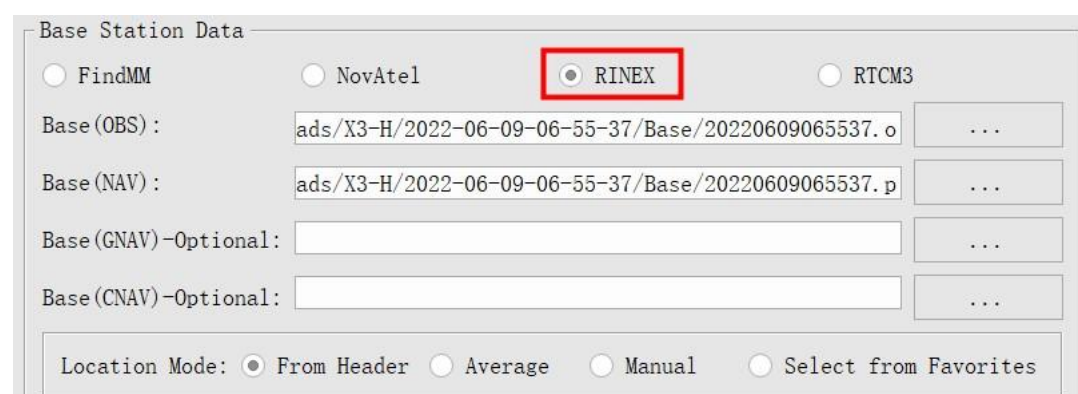 Base Station Data
FindMM NovAtel RINEX RTCM3
Base(OBS): ads/X3-H/2022-06-09-06-55-37/Base/20220609065537.o ...
Base(NAV): ads/X3-H/2022-06-09-06-55-37/Base/20220609065537.p ...
Base(GNAV)-Optional: ...
Base(CNAV)-Optional: ...
Location Mode: From Header Average Manual Select from Favorites